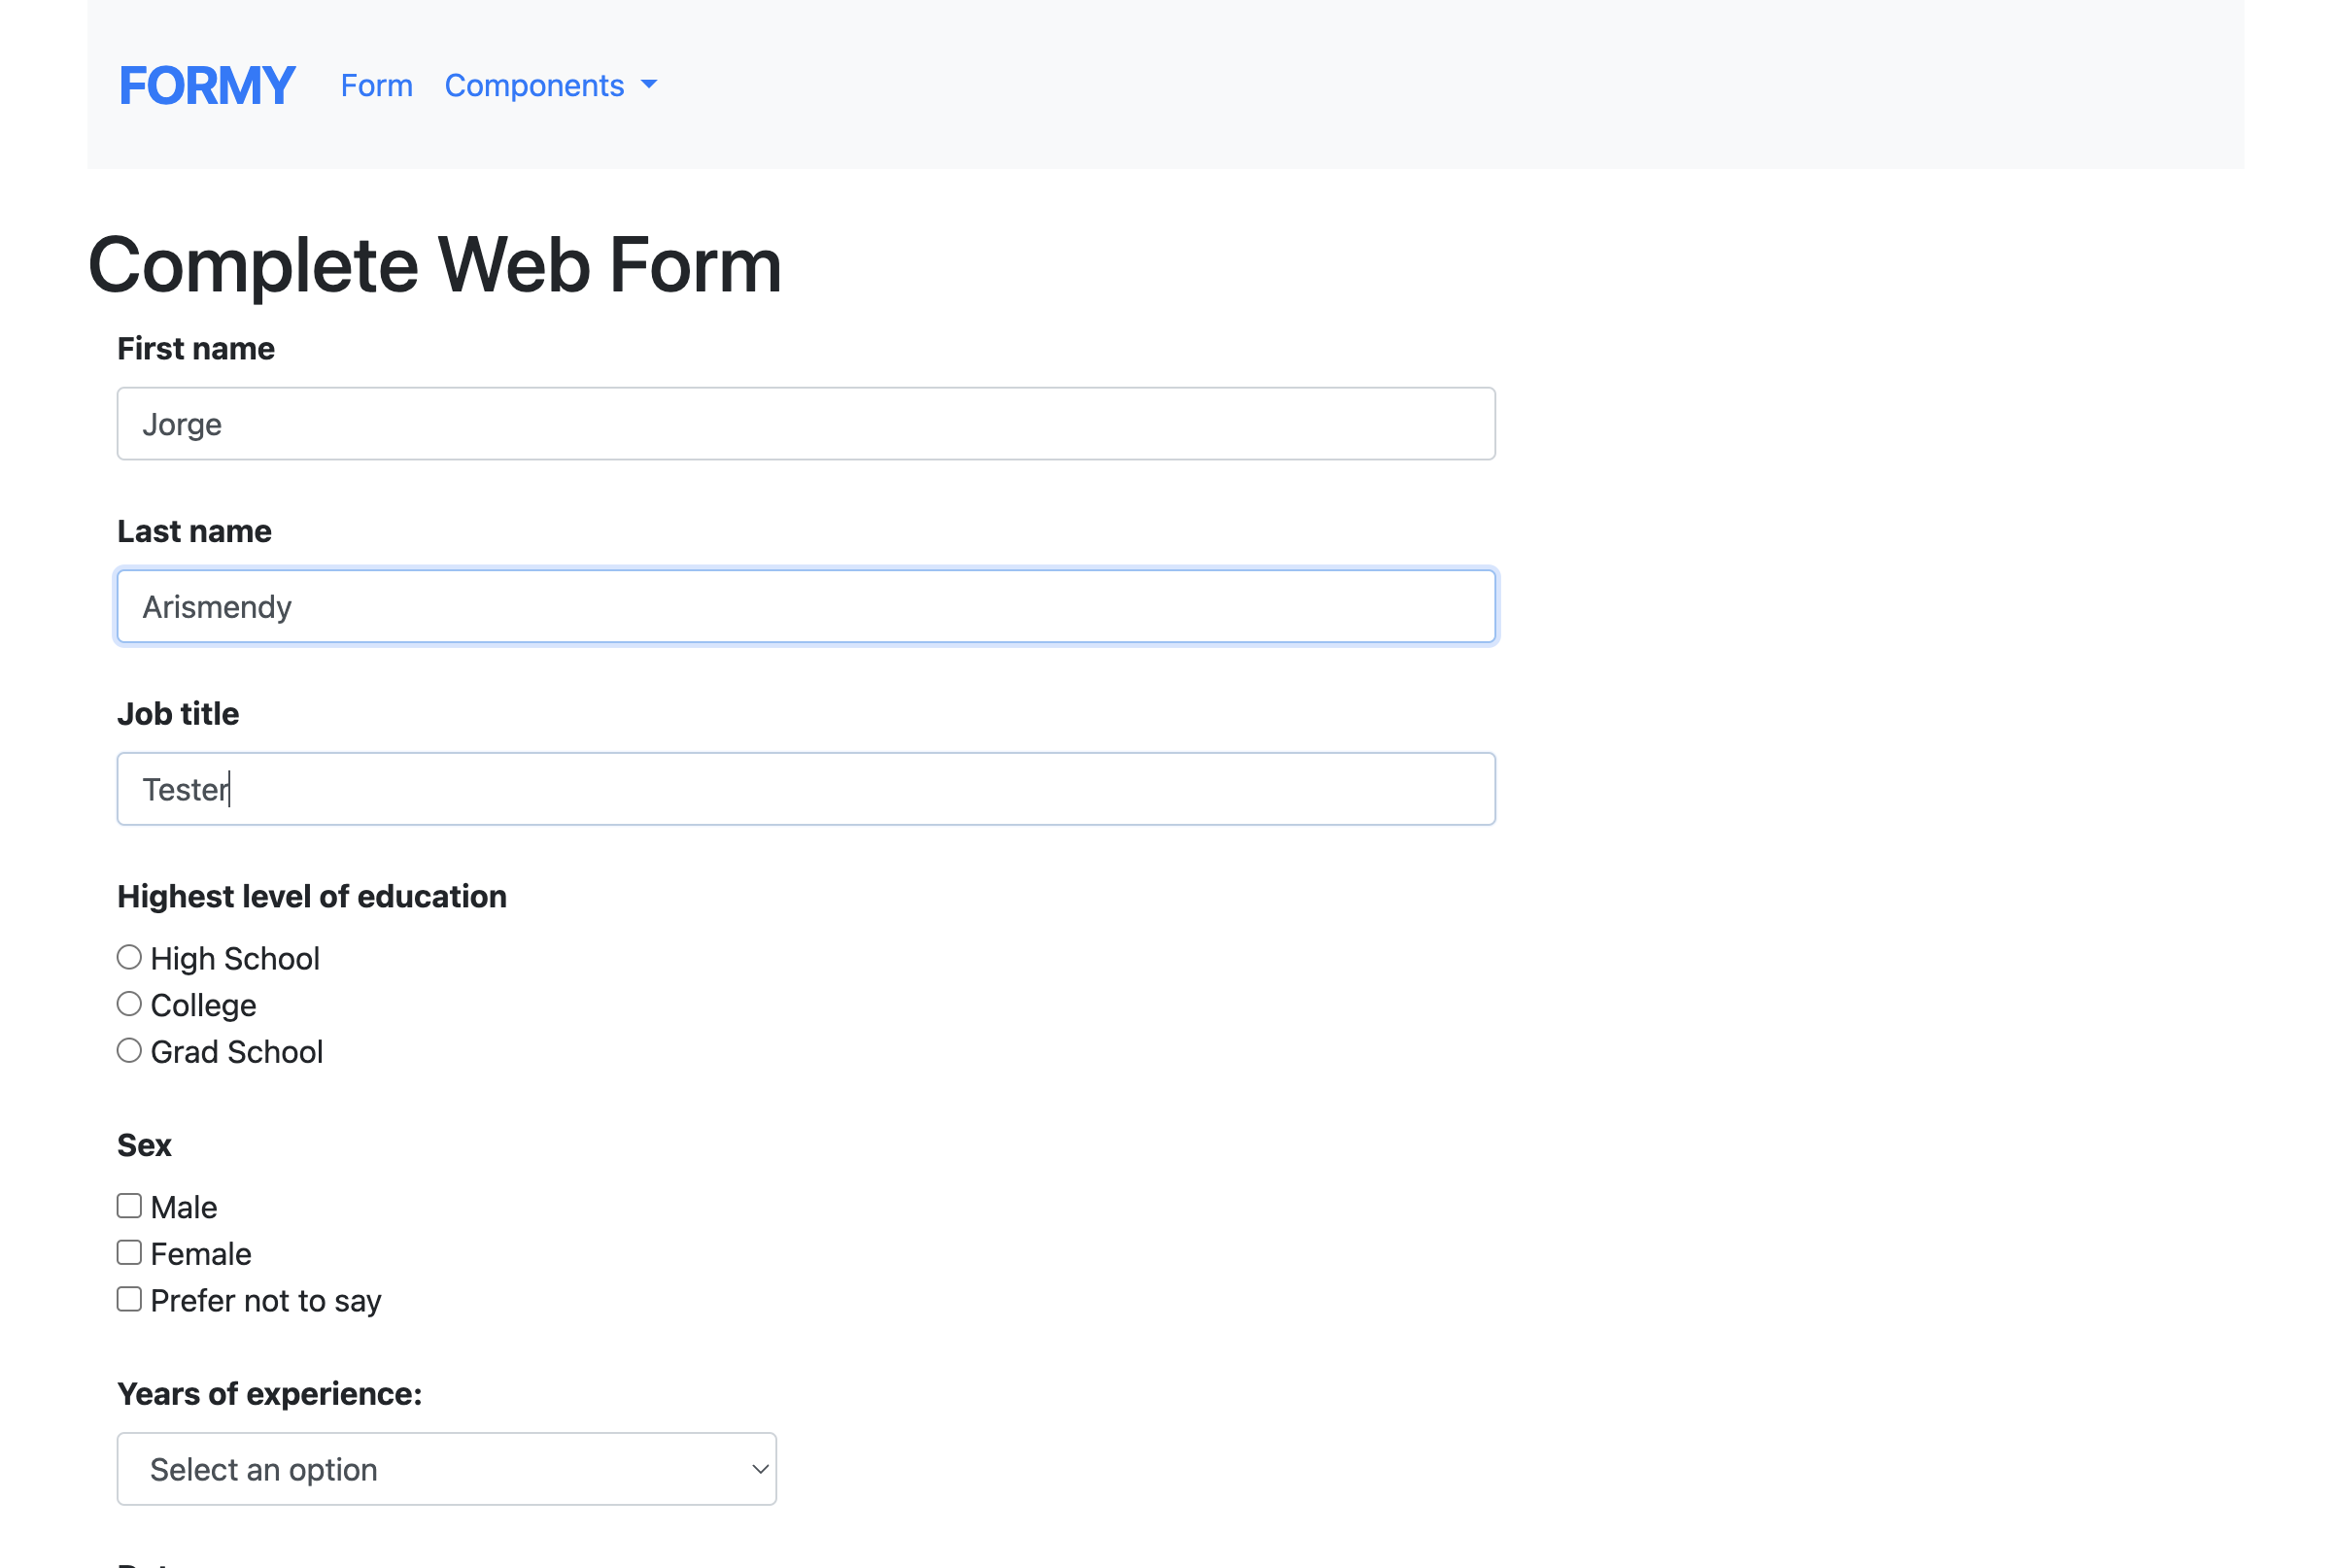 FORMY Form Components
Complete Web Form
First name
Jorge
Last name
Arismendy
Job title
Tester
Highest level of education
High School
College
Grad School
Sex
Male
Female
Prefer not to say
Years of experience:
Select an option